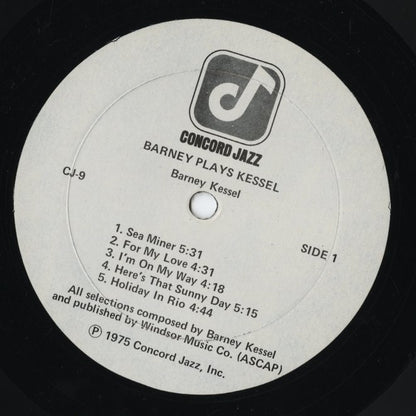 CONCORD JAZZ
BARNEY PLAYS KESSEL
Barney Kessel
CJ-9
SIDE 1
1. Sea Miner 5:31
2. For My Love 4:31
3. I'm On My Way 4:18
4. Here's That Sunny Day 5:15
5. Holiday In Rio 4:44
All selections composed by Barney Kessel
and published by Windsor Music Co. (ASCAP)
℗ 1975 Concord Jazz, Inc.